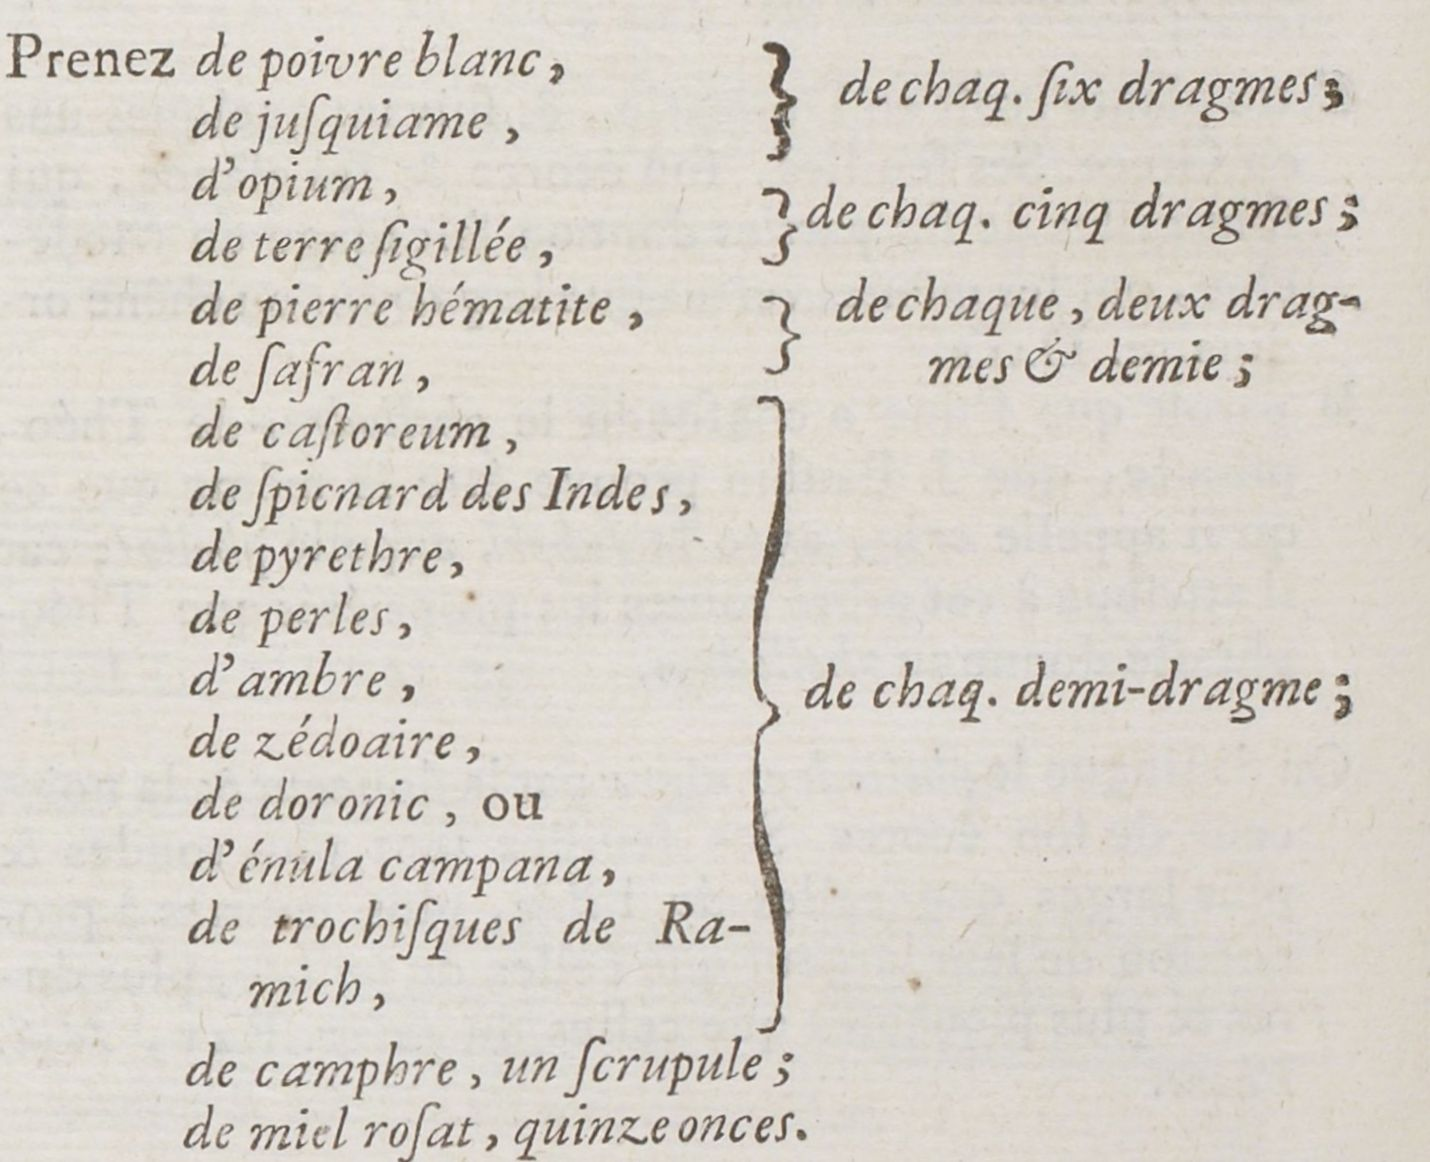 Prenez de poivre blanc,
de juſquiame,
} de chaq. ſix dragmes;
d'opium,
de terre ſigillée,
} de chaq. cinq dragmes;
de pierre hématite,
de ſafran,
} de chaque, deux drag-
mes & demie;
de caſtoreum,
de ſpicnard des Indes,
de pyrethre,
de perles,
d'ambre,
de zédoaire,
de doronic, ou
d'énula campana,
de trochiſques de Ra-
mich,
} de chaq. demi-dragme;
de camphre, un ſcrupule;
de miel roſat, quinze onces.